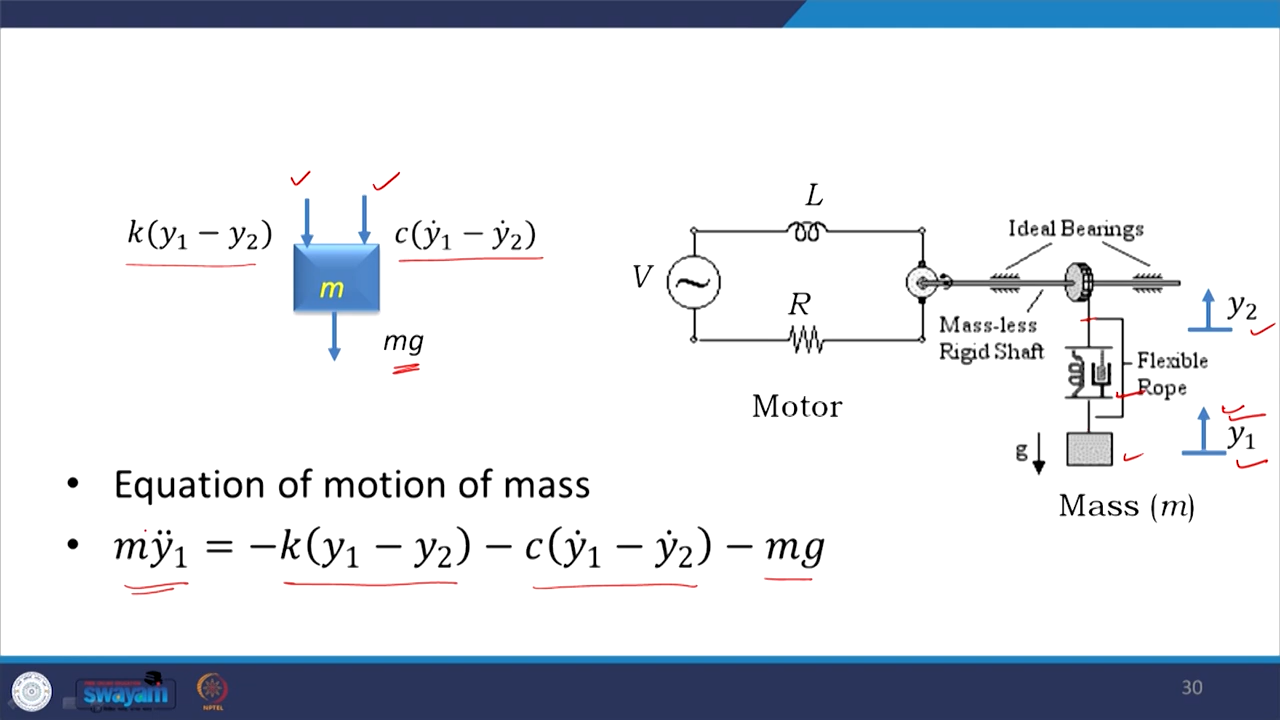 k(y₁ − y₂)
c(ẏ₁ − ẏ₂)
m
mg
L
V
R
Motor
Ideal Bearings
Mass-less
Rigid Shaft
y₂
Flexible
Rope
y₁
g
Mass (m)
• Equation of motion of mass
• mÿ₁ = −k(y₁ − y₂) − c(ẏ₁ − ẏ₂) − mg
swayam
NPTEL
30